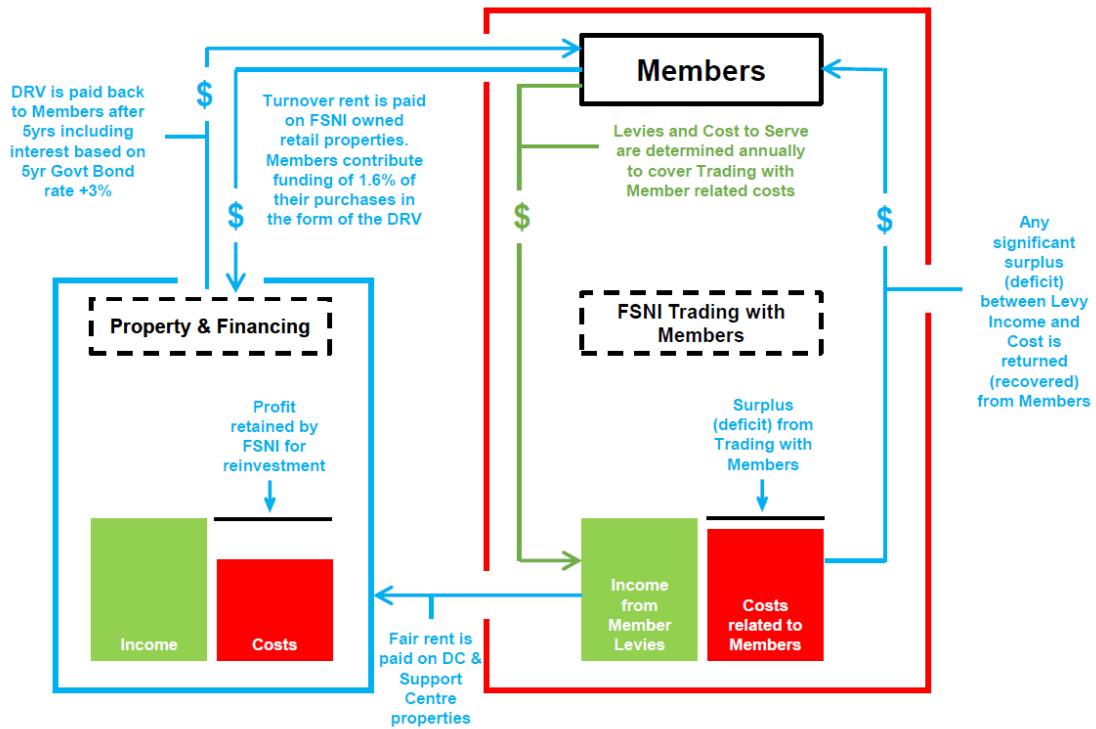 Members
$
DRV is paid back
to Members after
5yrs including
interest based on
5yr Govt Bond
rate +3%
Turnover rent is paid
on FSNI owned
retail properties.
Members contribute
funding of 1.6% of
their purchases in
the form of the DRV
$
Levies and Cost to Serve
are determined annually
to cover Trading with
Member related costs
$
$
Any
significant
surplus
(deficit)
between Levy
Income and
Cost is
returned
(recovered)
from Members
Property & Financing
FSNI Trading with
Members
Profit
retained by
FSNI for
reinvestment
Surplus
(deficit) from
Trading with
Members
Income
Costs
Income
from
Member
Levies
Costs
related to
Members
Fair rent is
paid on DC &
Support
Centre
properties